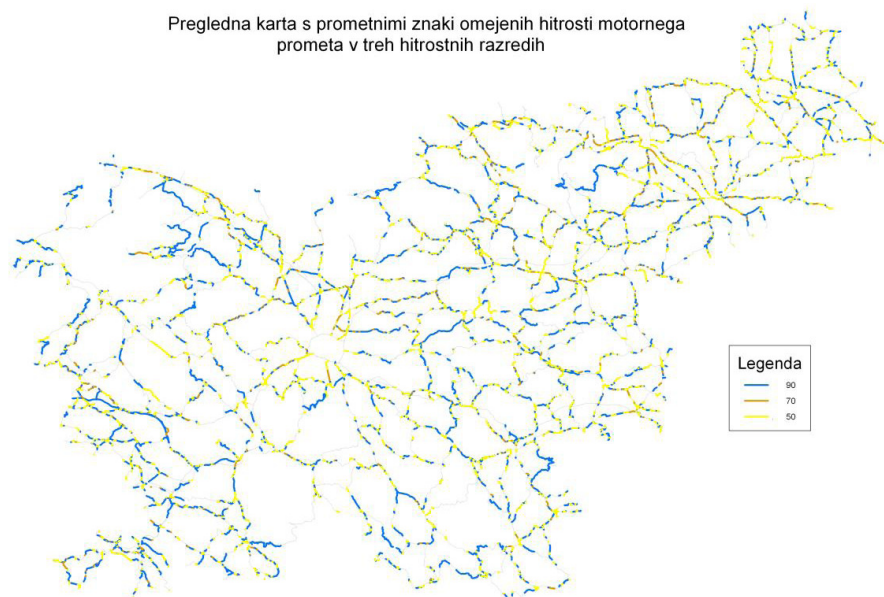 Pregledna karta s prometnimi znaki omejenih hitrosti motornega
prometa v treh hitrostnih razredih
Legenda
90
70
50